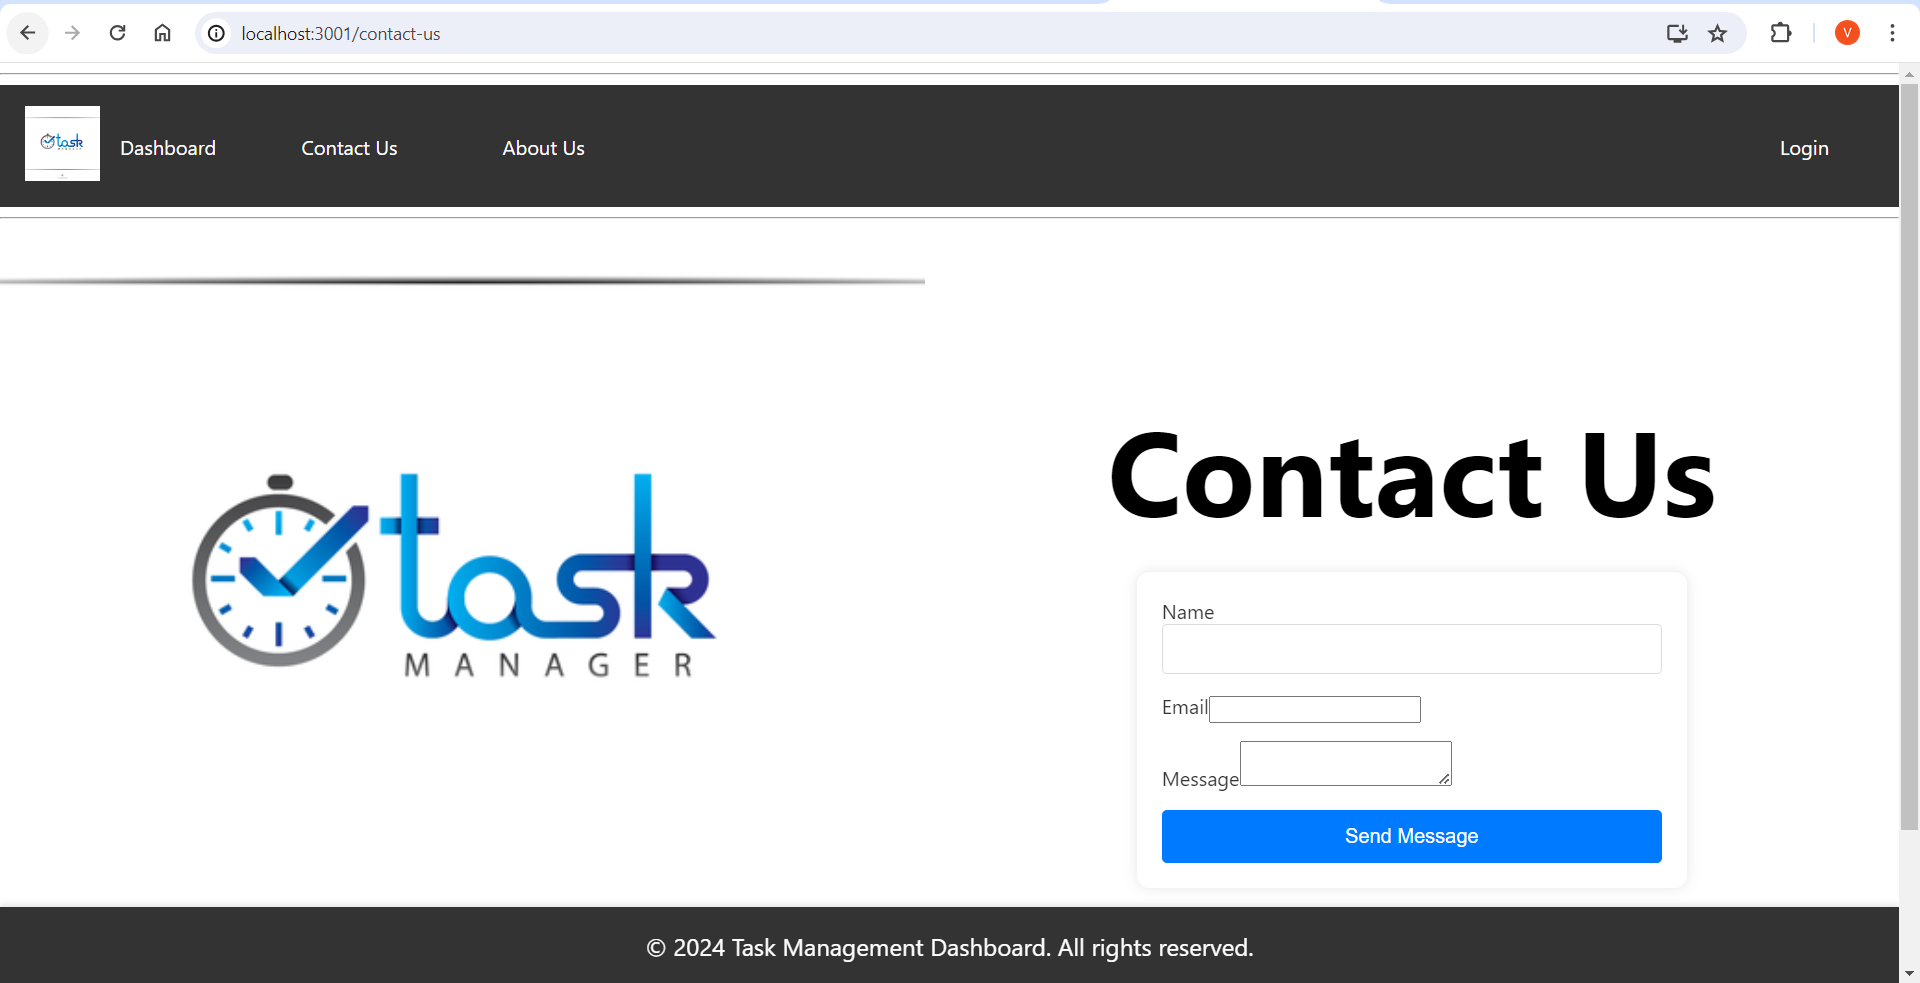 localhost:3001/contact-us
V
task
Dashboard
Contact Us
About Us
Login
task
MANAGER
Contact Us
Name
Email
Message
Send Message
© 2024 Task Management Dashboard. All rights reserved.